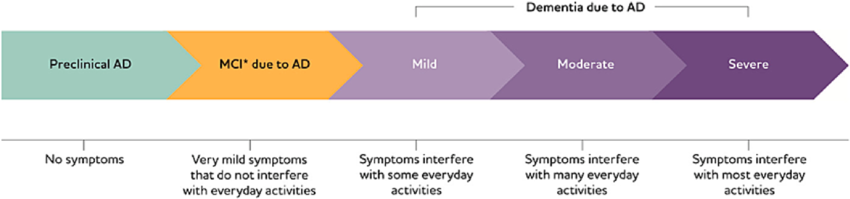 Dementia due to AD
Preclinical AD
MCI* due to AD
Mild
Moderate
Severe
No symptoms
Very mild symptoms
that do not interfere
with everyday activities
Symptoms interfere
with some everyday
activities
Symptoms interfere
with many everyday
activities
Symptoms interfere
with most everyday
activities